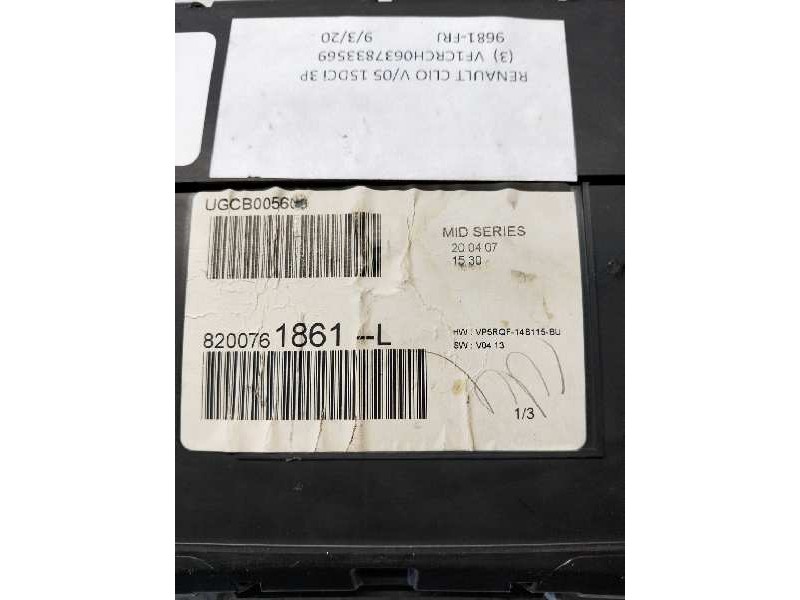 RENAULT CLIO V/05 15DCi 3P
(3) VF1CRCH0637833569
9681-FRJ
9/3/20
UGCB00560
MID SERIES
20.04.07
15.30
8200761861--L
HW : VP5RQF-14B115-BU
SW : V04.13
1/3